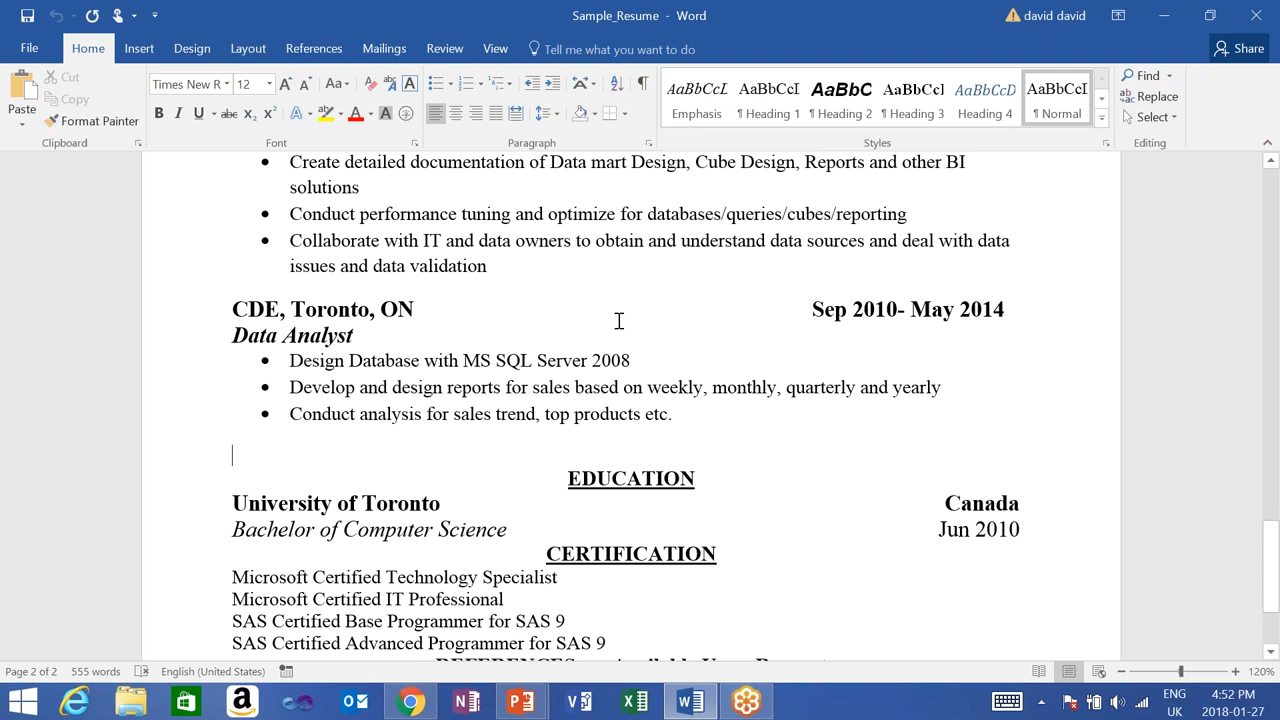 Sample_Resume - Word
david david
File Home Insert Design Layout References Mailings Review View Tell me what you want to do Share
Paste
Cut
Copy
Format Painter
Clipboard
Times New R 12
Font
Paragraph
AaBbCcL AaBbCcI AaBbC AaBbCcI AaBbCcD AaBbCcI
Emphasis ¶ Heading 1 ¶ Heading 2 ¶ Heading 3 Heading 4 ¶ Normal
Styles
Find
Replace
Select
Editing
• Create detailed documentation of Data mart Design, Cube Design, Reports and other BI
solutions
• Conduct performance tuning and optimize for databases/queries/cubes/reporting
• Collaborate with IT and data owners to obtain and understand data sources and deal with data
issues and data validation
CDE, Toronto, ON Sep 2010- May 2014
Data Analyst
• Design Database with MS SQL Server 2008
• Develop and design reports for sales based on weekly, monthly, quarterly and yearly
• Conduct analysis for sales trend, top products etc.
EDUCATION
University of Toronto Canada
Bachelor of Computer Science Jun 2010
CERTIFICATION
Microsoft Certified Technology Specialist
Microsoft Certified IT Professional
SAS Certified Base Programmer for SAS 9
SAS Certified Advanced Programmer for SAS 9
Page 2 of 2 555 words English (United States) 120%
ENG 4:52 PM
UK 2018-01-27